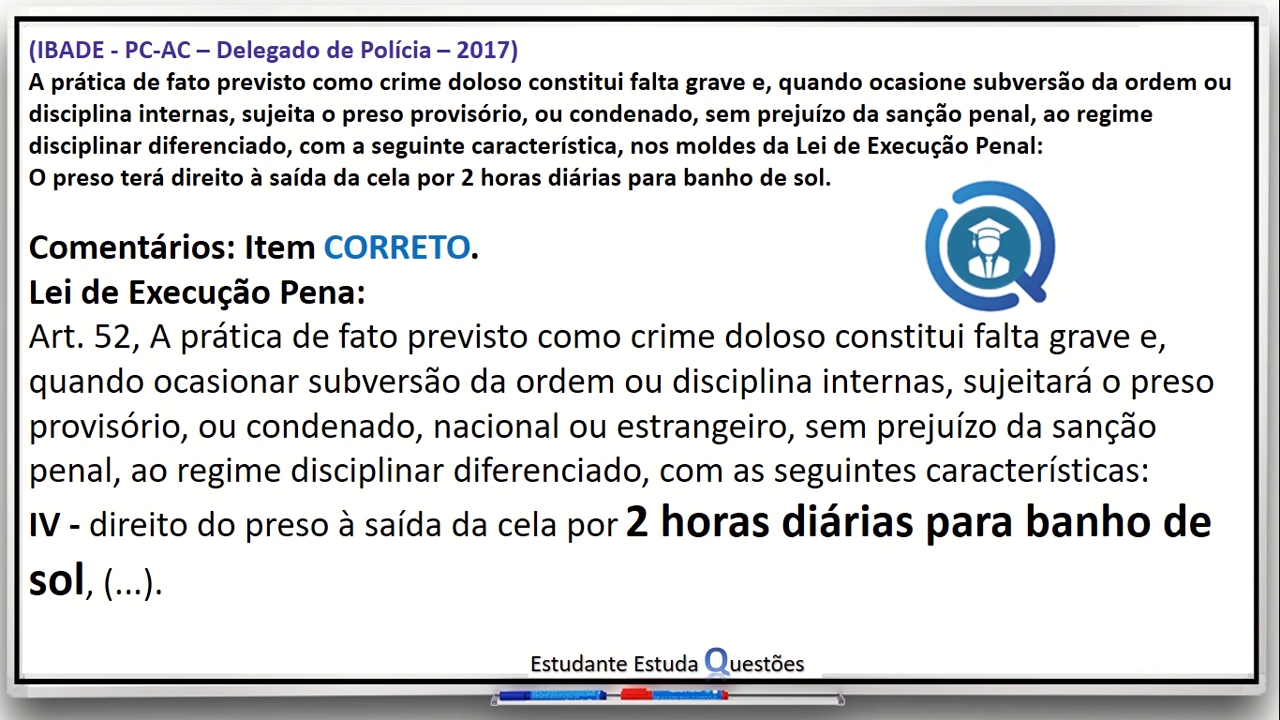 (IBADE - PC-AC – Delegado de Polícia – 2017)
A prática de fato previsto como crime doloso constitui falta grave e, quando ocasione subversão da ordem ou
disciplina internas, sujeita o preso provisório, ou condenado, sem prejuízo da sanção penal, ao regime
disciplinar diferenciado, com a seguinte característica, nos moldes da Lei de Execução Penal:
O preso terá direito à saída da cela por 2 horas diárias para banho de sol.
Comentários: Item CORRETO.
Lei de Execução Pena:
Art. 52, A prática de fato previsto como crime doloso constitui falta grave e,
quando ocasionar subversão da ordem ou disciplina internas, sujeitará o preso
provisório, ou condenado, nacional ou estrangeiro, sem prejuízo da sanção
penal, ao regime disciplinar diferenciado, com as seguintes características:
IV - direito do preso à saída da cela por 2 horas diárias para banho de
sol, (...).
Estudante Estuda Questões